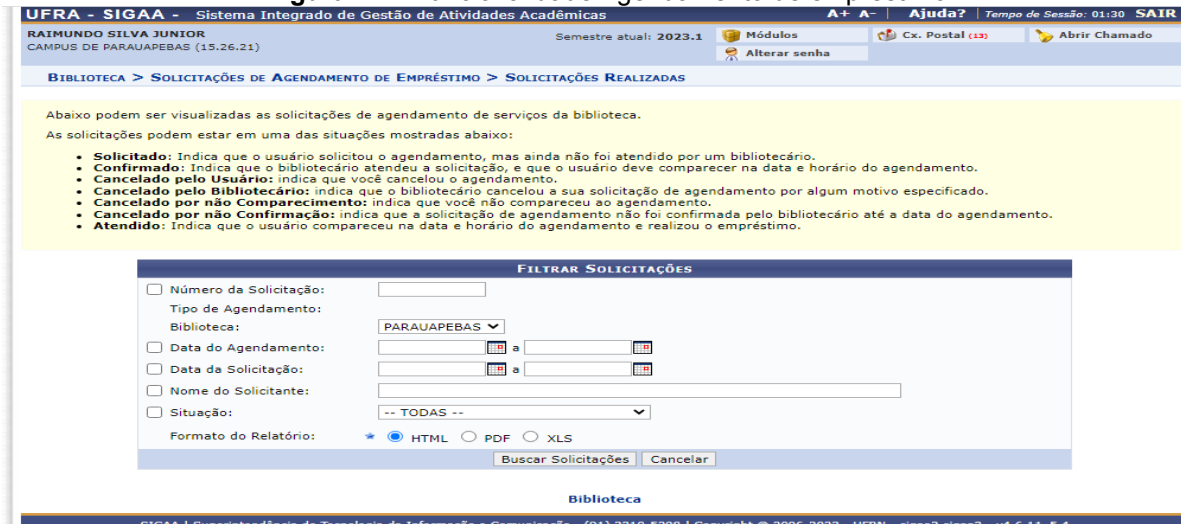 UFRA - SIGAA - Sistema Integrado de Gestão de Atividades Acadêmicas A+ A- | Ajuda? | Tempo de Sessão: 01:30 SAIR
RAIMUNDO SILVA JUNIOR Semestre atual: 2023.1 Módulos Cx. Postal (13) Abrir Chamado
CAMPUS DE PARAUAPEBAS (15.26.21) Alterar senha
BIBLIOTECA > SOLICITAÇÕES DE AGENDAMENTO DE EMPRÉSTIMO > SOLICITAÇÕES REALIZADAS
Abaixo podem ser visualizadas as solicitações de agendamento de serviços da biblioteca.
As solicitações podem estar em uma das situações mostradas abaixo:
• Solicitado: Indica que o usuário solicitou o agendamento, mas ainda não foi atendido por um bibliotecário.
• Confirmado: Indica que o bibliotecário atendeu a solicitação, e que o usuário deve comparecer na data e horário do agendamento.
• Cancelado pelo Usuário: indica que você cancelou o agendamento.
• Cancelado pelo Bibliotecário: indica que o bibliotecário cancelou a sua solicitação de agendamento por algum motivo especificado.
• Cancelado por não Comparecimento: indica que você não compareceu ao agendamento.
• Cancelado por não Confirmação: indica que a solicitação de agendamento não foi confirmada pelo bibliotecário até a data do agendamento.
• Atendido: Indica que o usuário compareceu na data e horário do agendamento e realizou o empréstimo.
FILTRAR SOLICITAÇÕES
Número da Solicitação:
Tipo de Agendamento:
Biblioteca: PARAUAPEBAS
Data do Agendamento: a
Data da Solicitação: a
Nome do Solicitante:
Situação: -- TODAS --
Formato do Relatório: HTML PDF XLS
Buscar Solicitações Cancelar
Biblioteca